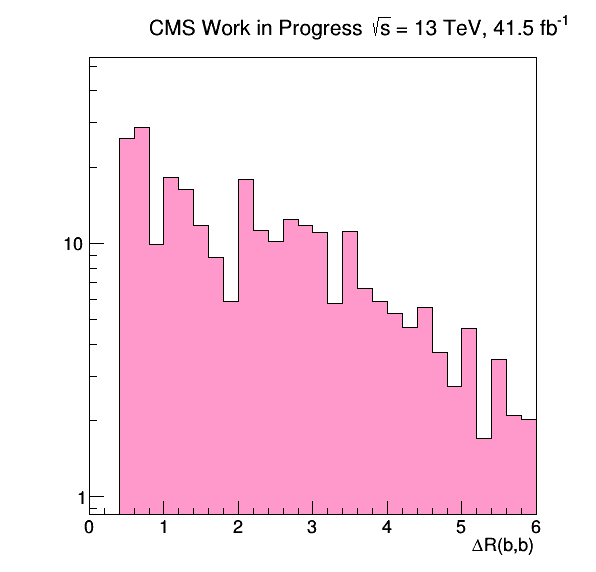 CMS Work in Progress √s = 13 TeV, 41.5 fb⁻¹
10
1
0 1 2 3 4 5 6
ΔR(b,b)